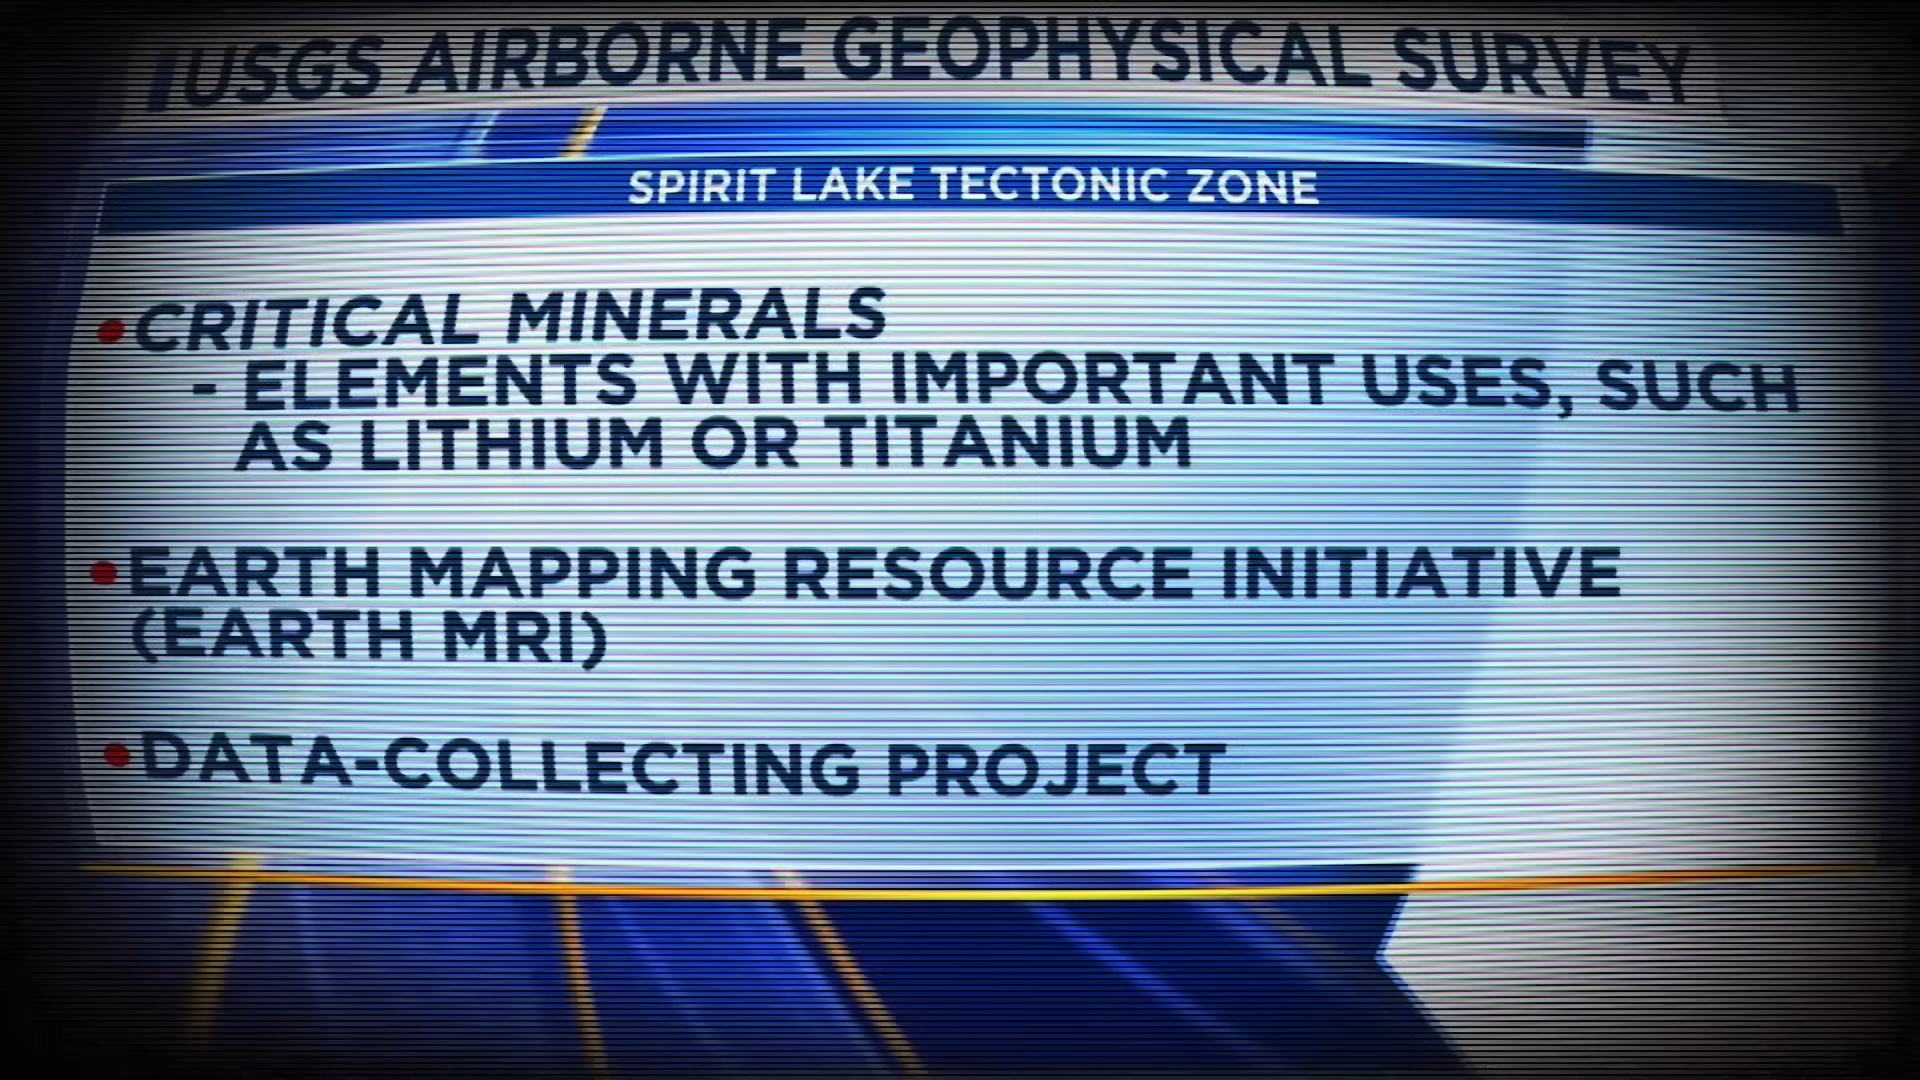 USGS AIRBORNE GEOPHYSICAL SURVEY
SPIRIT LAKE TECTONIC ZONE
•CRITICAL MINERALS
- ELEMENTS WITH IMPORTANT USES, SUCH
AS LITHIUM OR TITANIUM
•EARTH MAPPING RESOURCE INITIATIVE
(EARTH MRI)
•DATA-COLLECTING PROJECT